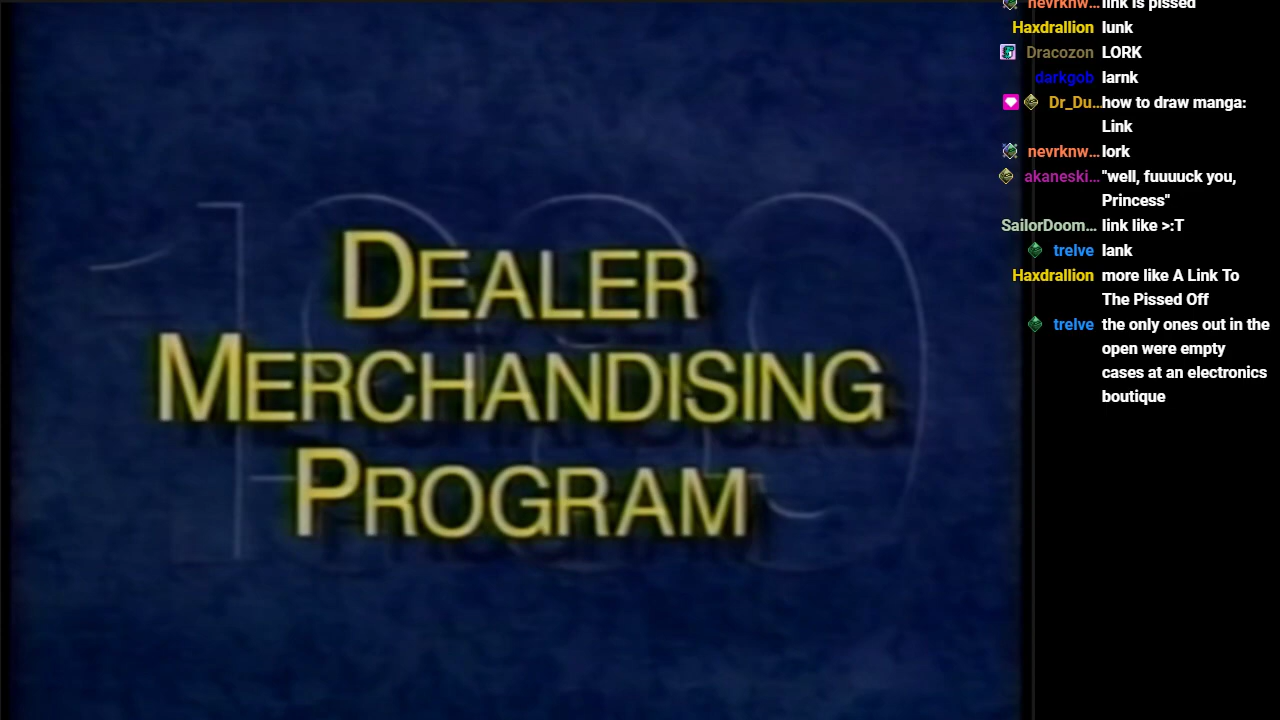 1989
DEALER
MERCHANDISING
PROGRAM
nevrknw... link is pissed
Haxdrallion lunk
Dracozon LORK
darkgob larnk
Dr_Du... how to draw manga:
Link
nevrknw... lork
akaneski... "well, fuuuuck you,
Princess"
SailorDoom... link like >:T
trelve lank
Haxdrallion more like A Link To
The Pissed Off
trelve the only ones out in the
open were empty
cases at an electronics
boutique